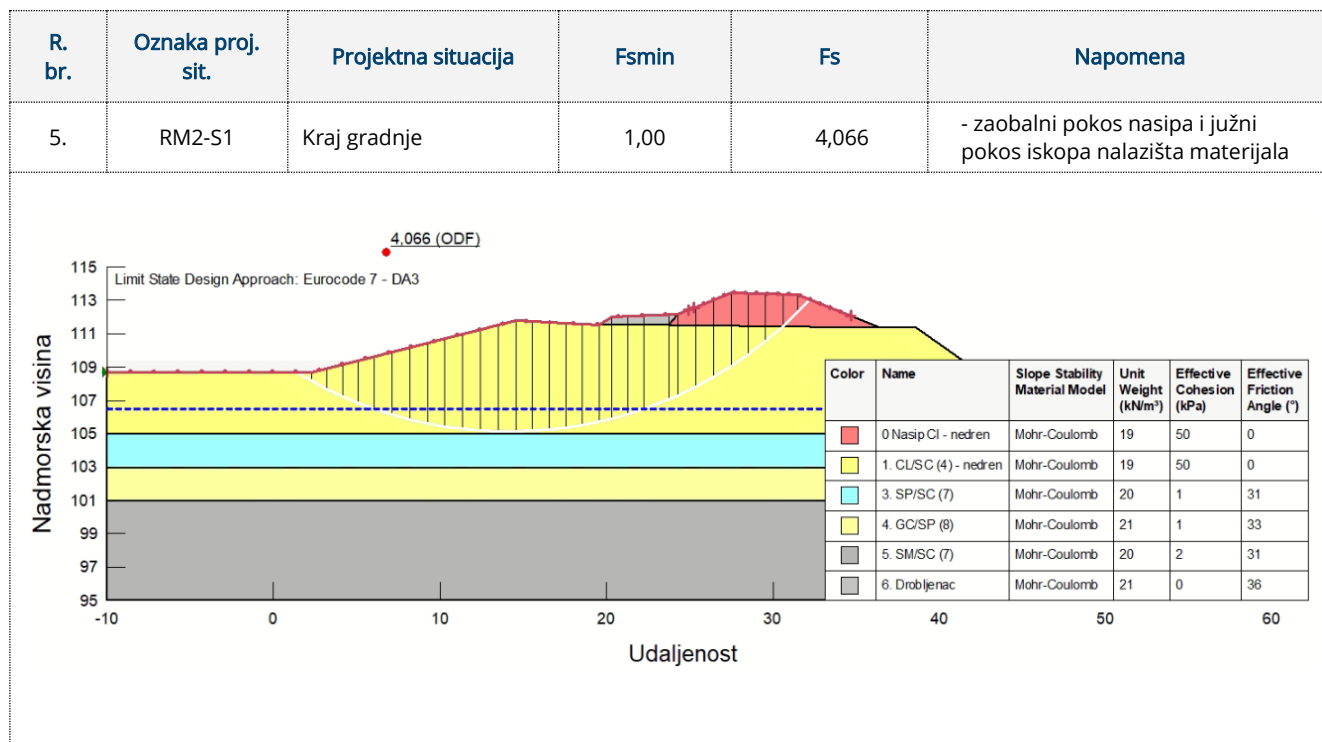 R. br.
Oznaka proj. sit.
Projektna situacija
Fsmin
Fs
Napomena
5.
RM2-S1
Kraj gradnje
1,00
4,066
- zaobalni pokos nasipa i južni
pokos iskopa nalazišta materijala
4,066 (ODF)
Limit State Design Approach: Eurocode 7 - DA3
Nadmorska visina
115
113
111
109
107
105
103
101
99
97
95
-10
0
10
20
30
40
50
60
Udaljenost
Color Name Slope Stability Material Model Unit Weight (kN/m³) Effective Cohesion (kPa) Effective Friction Angle (°)
0 Nasip CI - nedren Mohr-Coulomb 19 50 0
1. CL/SC (4) - nedren Mohr-Coulomb 19 50 0
3. SP/SC (7) Mohr-Coulomb 20 1 31
4. GC/SP (8) Mohr-Coulomb 21 1 33
5. SM/SC (7) Mohr-Coulomb 20 2 31
6. Drobljenac Mohr-Coulomb 21 0 36